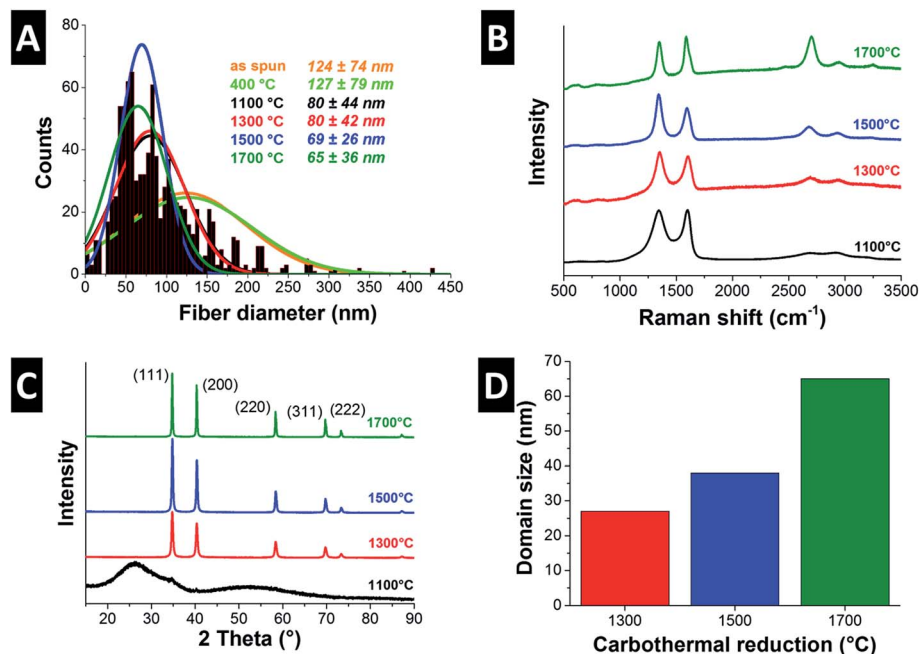 A
80
60
40
20
0
Counts
as spun 124 ± 74 nm
400 °C 127 ± 79 nm
1100 °C 80 ± 44 nm
1300 °C 80 ± 42 nm
1500 °C 69 ± 26 nm
1700 °C 65 ± 36 nm
0 50 100 150 200 250 300 350 400 450
Fiber diameter (nm)
B
Intensity
1700°C
1500°C
1300°C
1100°C
500 1000 1500 2000 2500 3000 3500
Raman shift (cm⁻¹)
C
Intensity
(111) (200) (220) (311) (222)
1700°C
1500°C
1300°C
1100°C
20 30 40 50 60 70 80 90
2 Theta (°)
D
70
60
50
40
30
20
10
0
Domain size (nm)
1300 1500 1700
Carbothermal reduction (°C)